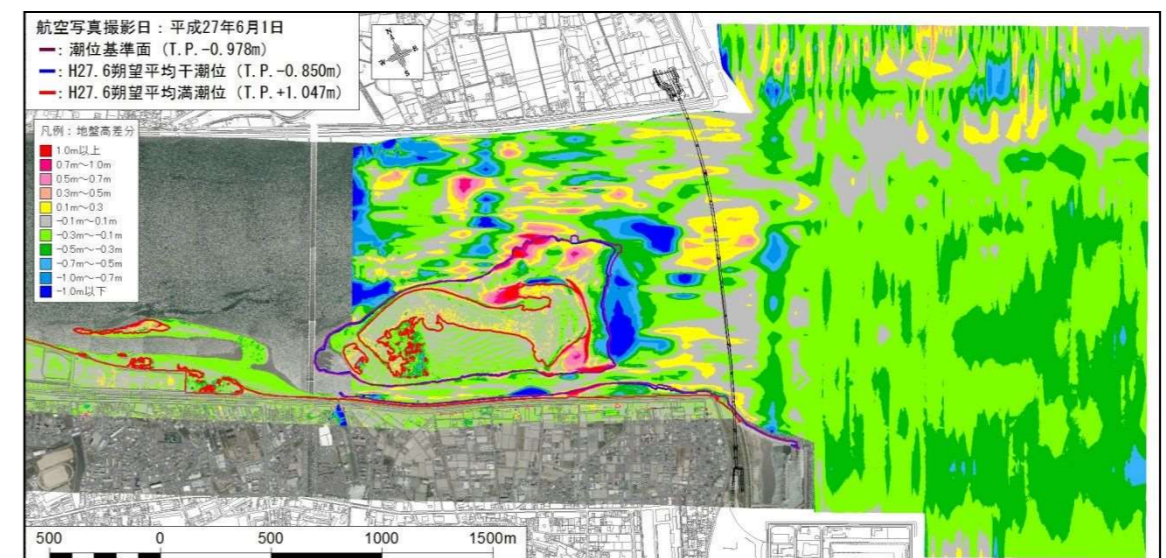 航空写真撮影日：平成27年6月1日
━：潮位基準面（T.P.-0.978m）
━：H27.6朔望平均干潮位（T.P.-0.850m）
━：H27.6朔望平均満潮位（T.P.+1.047m）
凡例：地盤高差分
1.0m以上
0.7m～1.0m
0.5m～0.7m
0.3m～0.5m
0.1m～0.3
-0.1m～0.1m
-0.3m～-0.1m
-0.5m～-0.3m
-0.7m～-0.5m
-1.0m～-0.7m
-1.0m以下
N
E
W
S
500 0 500 1000 1500m